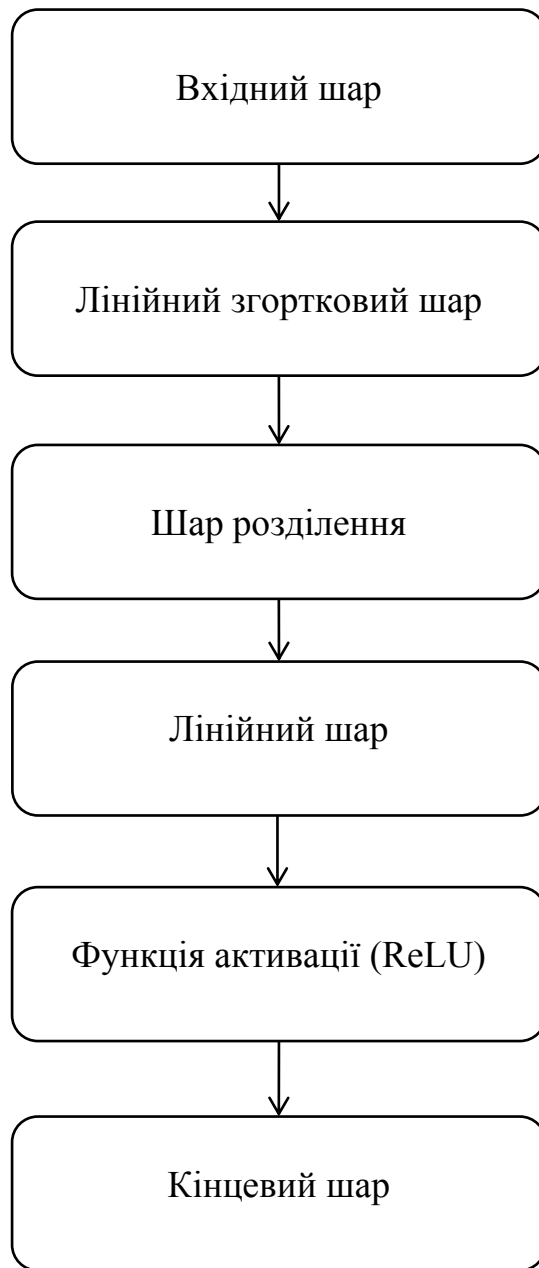 Вхідний шар
Лінійний згортковий шар
Шар розділення
Лінійний шар
Функція активації (ReLU)
Кінцевий шар